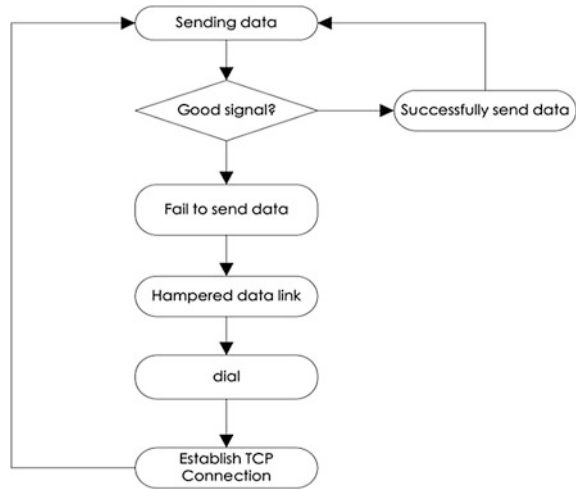 Sending data
Good signal?
Successfully send data
Fail to send data
Hampered data link
dial
Establish TCP
Connection